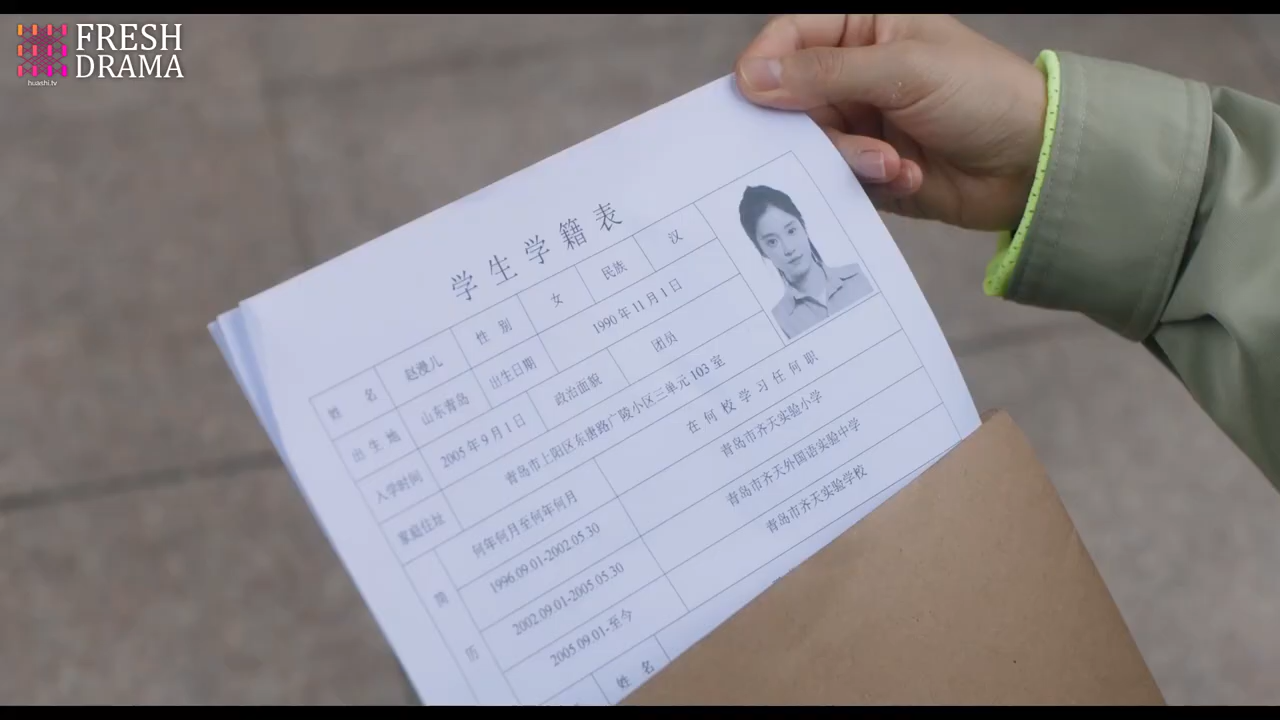 FRESH
DRAMA
huashi.tv
学生学籍表
姓 名 赵漫儿 性 别 女 民族 汉
出 生 地 山东青岛 出生日期 1990年11月1日
入学时间 2005年9月1日 政治面貌 团员
家庭住址 青岛市上阳区东唐路广陵小区三单元103室
简 历 何年何月至何年何月 在何校学习任何职
1996.09.01-2002.05.30 青岛市齐天实验小学
2002.09.01-2005.05.30 青岛市齐天外国语实验中学
2005.09.01-至今 青岛市齐天实验学校
姓 名